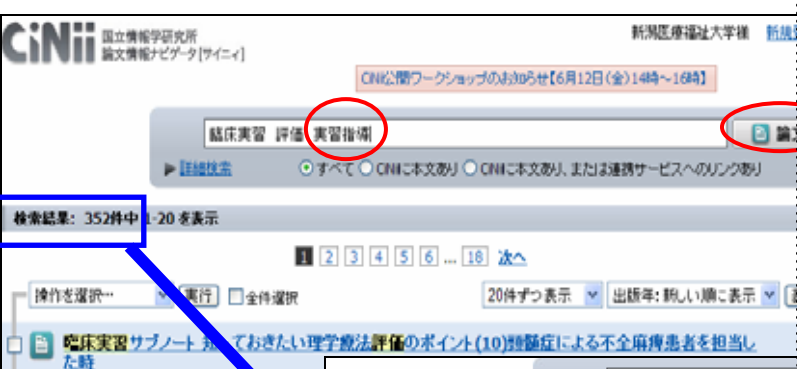 CiNii 国立情報学研究所
論文情報ナビゲータ[サイニィ]
新潟医療福祉大学様 新規
CiNii公開ワークショップのお知らせ【6月12日(金)14時~16時】
臨床実習 評価 実習指導
論文
▶詳細検索 すべて CiNiiに本文あり CiNiiに本文あり、または連携サービスへのリンクあり
検索結果: 352件中 1-20 を表示
1 2 3 4 5 6 ... 18 次へ
操作を選択… 実行 全件選択 20件ずつ表示 出版年:新しい順に表示
臨床実習サブノート 知っておきたい理学療法評価のポイント(10)頸髄症による不全麻痺患者を担当し
た時